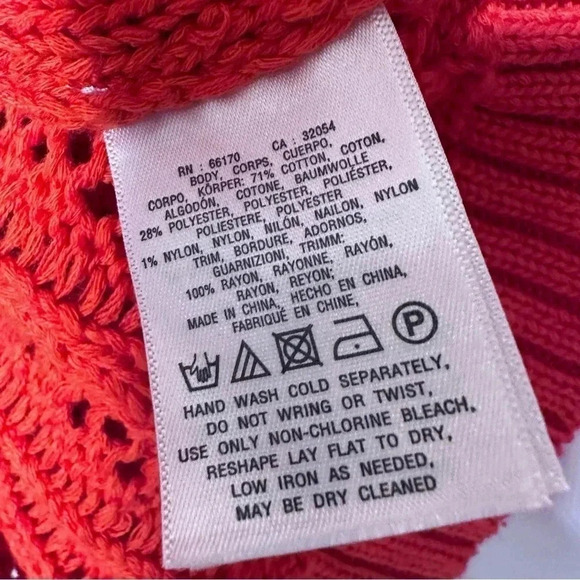 RN : 66170 CA : 32054
BODY, CORPS, CUERPO,
CORPO, KÖRPER: 71% COTTON, COTON,
ALGODÓN, COTONE, BAUMWOLLE
28% POLYESTER, POLYESTER, POLIÉSTER,
POLIESTERE, POLYESTER
1% NYLON, NYLON, NILÓN, NAILON, NYLON
TRIM, BORDURE, ADORNOS,
GUARNIZIONI, TRIMM:
100% RAYON, RAYONNE, RAYÓN,
RAYON, REYON;
MADE IN CHINA, HECHO EN CHINA,
FABRIQUÉ EN CHINE,
P
HAND WASH COLD SEPARATELY,
DO NOT WRING OR TWIST,
USE ONLY NON-CHLORINE BLEACH,
RESHAPE LAY FLAT TO DRY,
LOW IRON AS NEEDED,
MAY BE DRY CLEANED